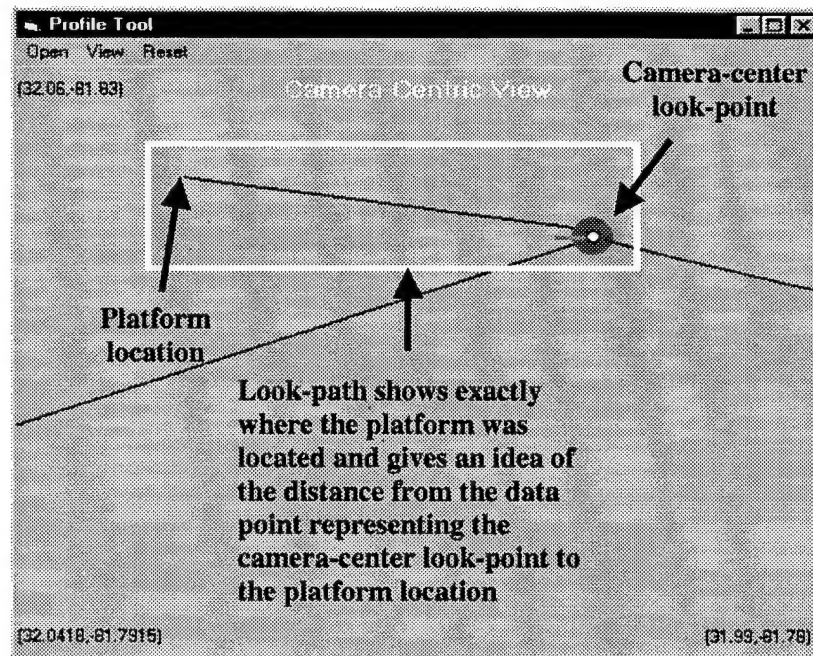 Profile Tool
Open View Reset
(32.06,-81.83)
Camera Centric View
Camera-center
look-point
Platform
location
Look-path shows exactly
where the platform was
located and gives an idea of
the distance from the data
point representing the
camera-center look-point to
the platform location
(32.0418,-81.7915)
(31.99,-81.78)